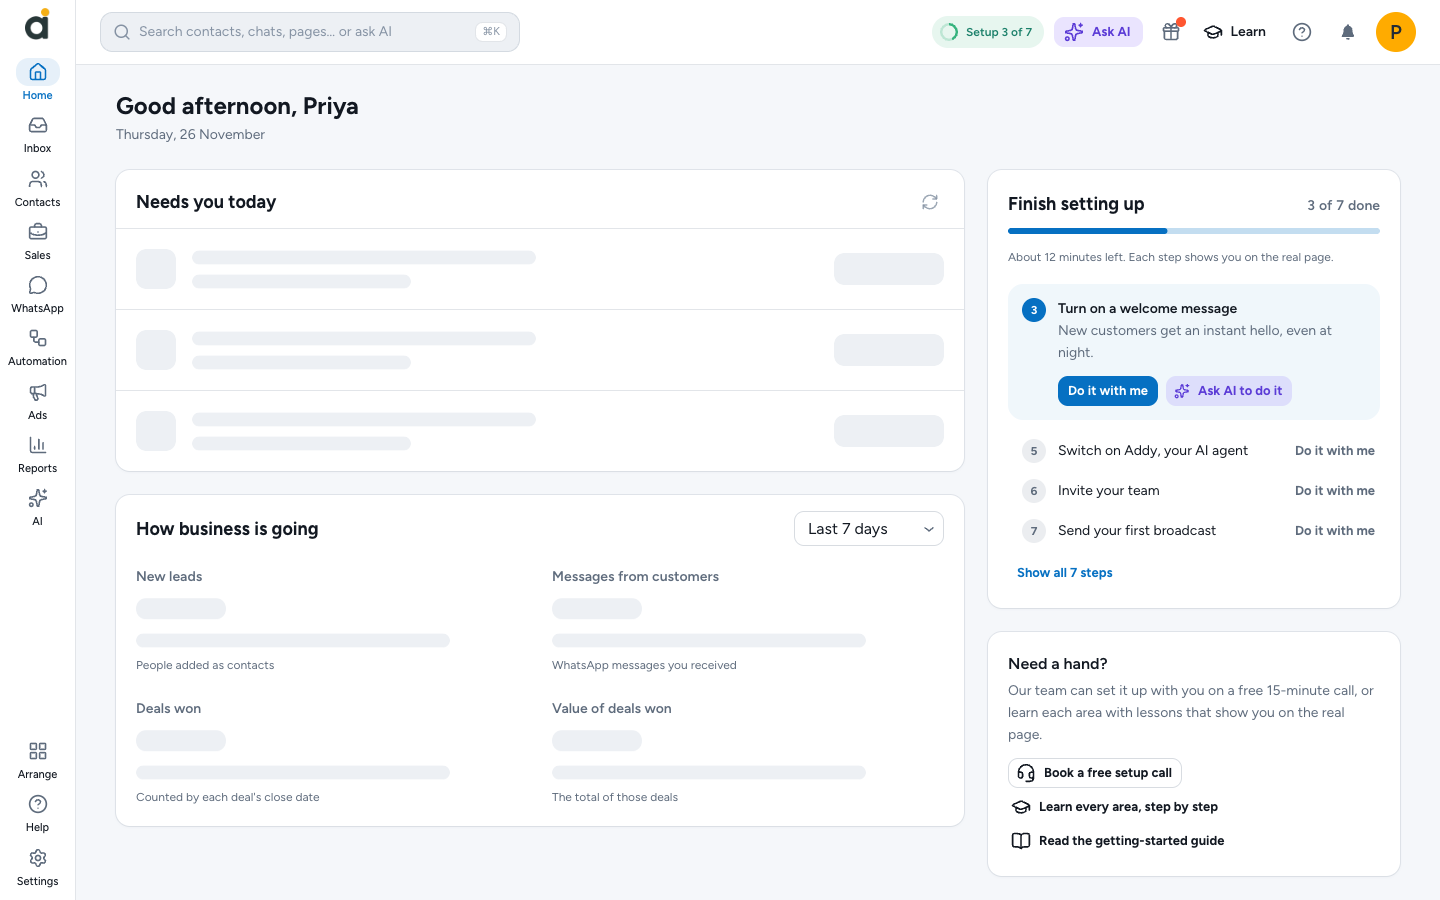 Search contacts, chats, pages... or ask AI
⌘K
Setup 3 of 7
Ask AI
Learn
P
Home
Inbox
Contacts
Sales
WhatsApp
Automation
Ads
Reports
AI
Arrange
Help
Settings
Good afternoon, Priya
Thursday, 26 November
Needs you today
How business is going
Last 7 days
New leads
People added as contacts
Messages from customers
WhatsApp messages you received
Deals won
Counted by each deal's close date
Value of deals won
The total of those deals
Finish setting up
3 of 7 done
About 12 minutes left. Each step shows you on the real page.
3
Turn on a welcome message
New customers get an instant hello, even at
night.
Do it with me
Ask AI to do it
5
Switch on Addy, your AI agent
Do it with me
6
Invite your team
Do it with me
7
Send your first broadcast
Do it with me
Show all 7 steps
Need a hand?
Our team can set it up with you on a free 15-minute call, or
learn each area with lessons that show you on the real
page.
Book a free setup call
Learn every area, step by step
Read the getting-started guide